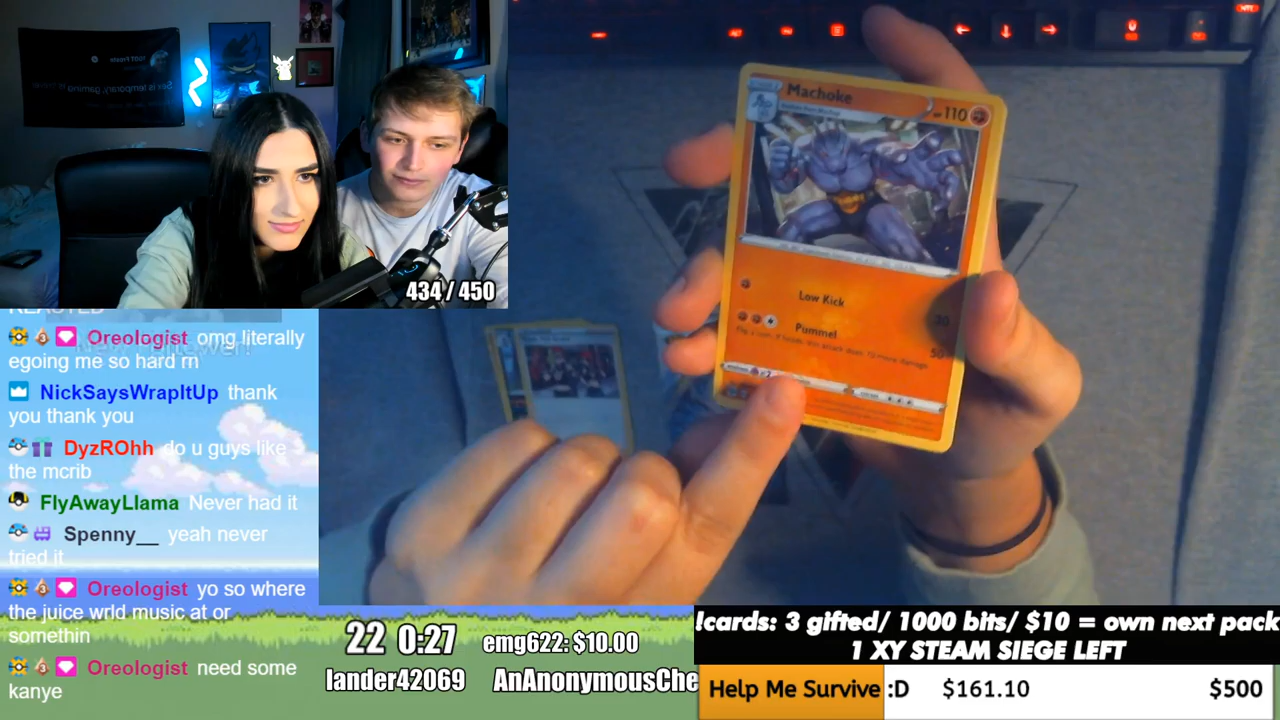 Machoke
110
Low Kick
Pummel
50
434 / 450
REACTED
Oreologist omg literally
egoing me so hard rn
NickSaysWrapItUp thank
you thank you
DyzROhh do u guys like
the mcrib
FlyAwayLlama Never had it
Spenny__ yeah never
tried it
Oreologist yo so where
the juice wrld music at or
somethin
Oreologist need some
kanye
22 0:27 emg622: $10.00
lander42069 AnAnonymousChe
!cards: 3 gifted/ 1000 bits/ $10 = own next pack
1 XY STEAM SIEGE LEFT
Help Me Survive :D $161.10 $500